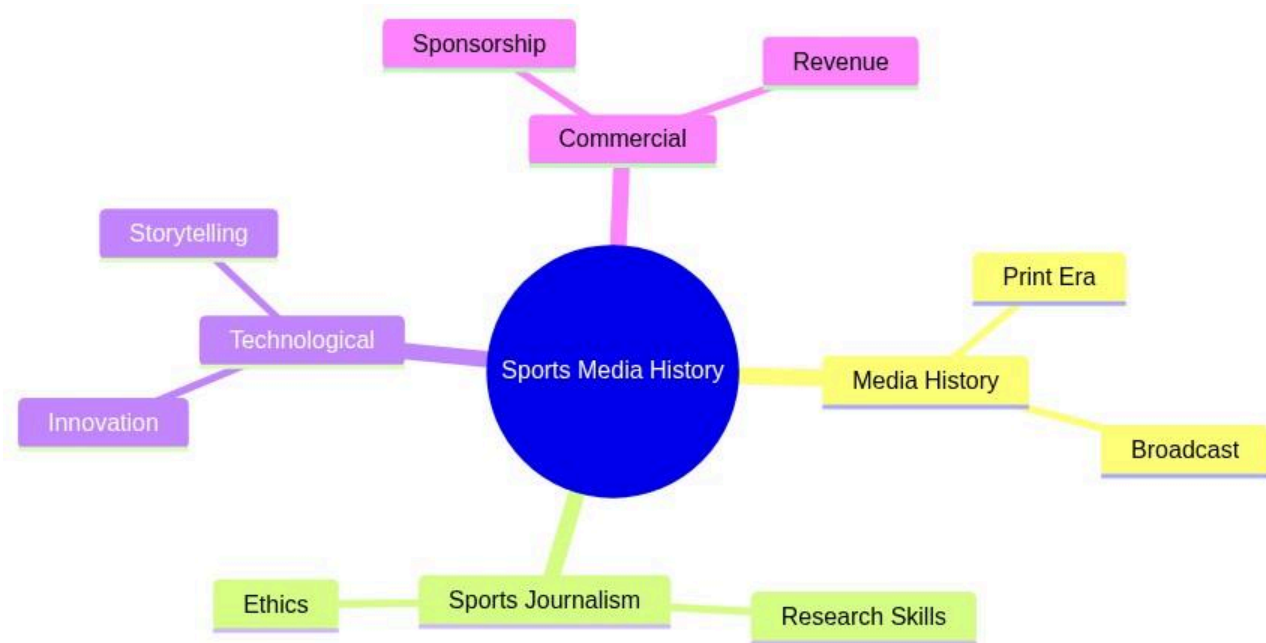 Sponsorship
Revenue
Commercial
Storytelling
Print Era
Technological
Sports Media History
Media History
Innovation
Broadcast
Ethics
Sports Journalism
Research Skills